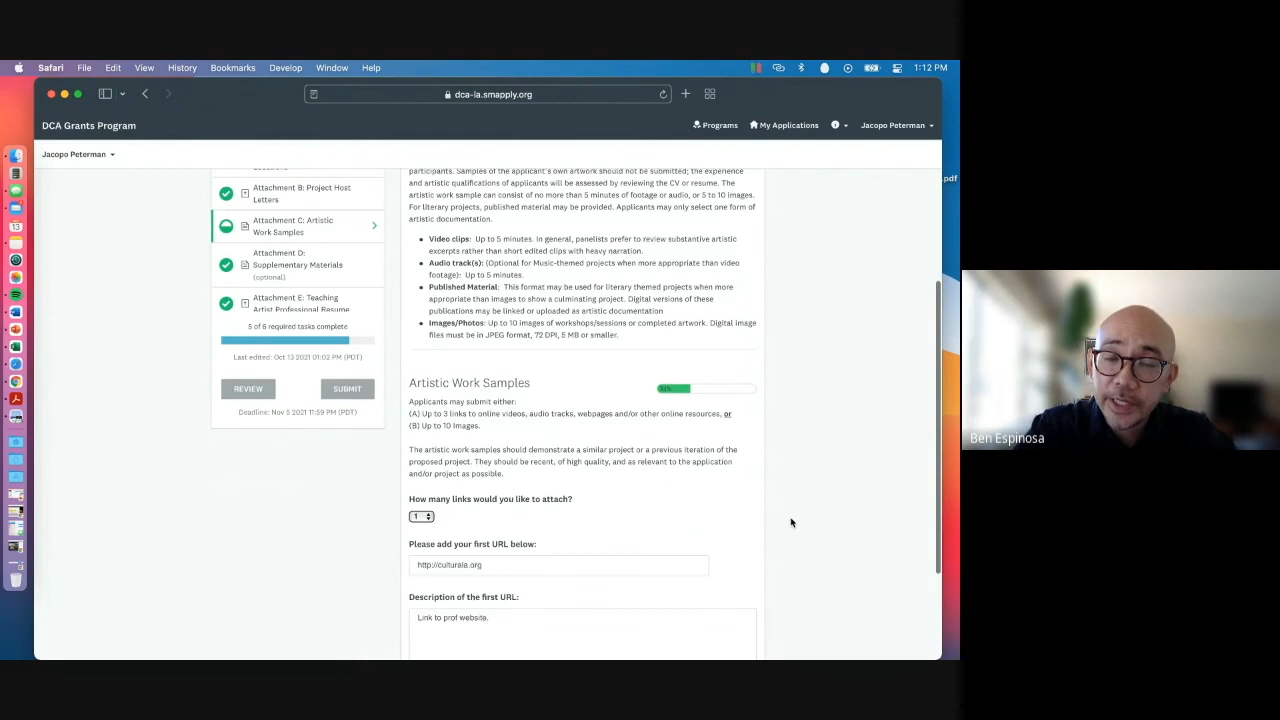 Safari File Edit View History Bookmarks Develop Window Help 1:12 PM
dca-la.smapply.org
DCA Grants Program
Programs My Applications Jacopo Peterman
Jacopo Peterman
.pdf
Attachment B: Project Host
Letters
Attachment C: Artistic
Work Samples
Attachment D:
Supplementary Materials
(optional)
Attachment E: Teaching
Artist Professional Resume
5 of 6 required tasks complete
Last edited: Oct 13 2021 01:02 PM (PDT)
REVIEW SUBMIT
Deadline: Nov 5 2021 11:59 PM (PDT)
participants. Samples of the applicant's own artwork should not be submitted; the experience
and artistic qualifications of applicants will be assessed by reviewing the CV or resume. The
artistic work sample can consist of no more than 5 minutes of footage or audio, or 5 to 10 images.
For literary projects, published material may be provided. Applicants may only select one form of
artistic documentation.
Video clips: Up to 5 minutes. In general, panelists prefer to review substantive artistic
excerpts rather than short edited clips with heavy narration.
Audio track(s): (Optional for Music-themed projects when more appropriate than video
footage): Up to 5 minutes.
Published Material: This format may be used for literary themed projects when more
appropriate than images to show a culminating project. Digital versions of these
publications may be linked or uploaded as artistic documentation
Images/Photos: Up to 10 images of workshops/sessions or completed artwork. Digital image
files must be in JPEG format, 72 DPI, 5 MB or smaller.
Artistic Work Samples
Applicants may submit either:
(A) Up to 3 links to online videos, audio tracks, webpages and/or other online resources, or
(B) Up to 10 Images.
The artistic work samples should demonstrate a similar project or a previous iteration of the
proposed project. They should be recent, of high quality, and as relevant to the application
and/or project as possible.
How many links would you like to attach?
1
Please add your first URL below:
http://culturala.org
Description of the first URL:
Link to prof website.
Ben Espinosa